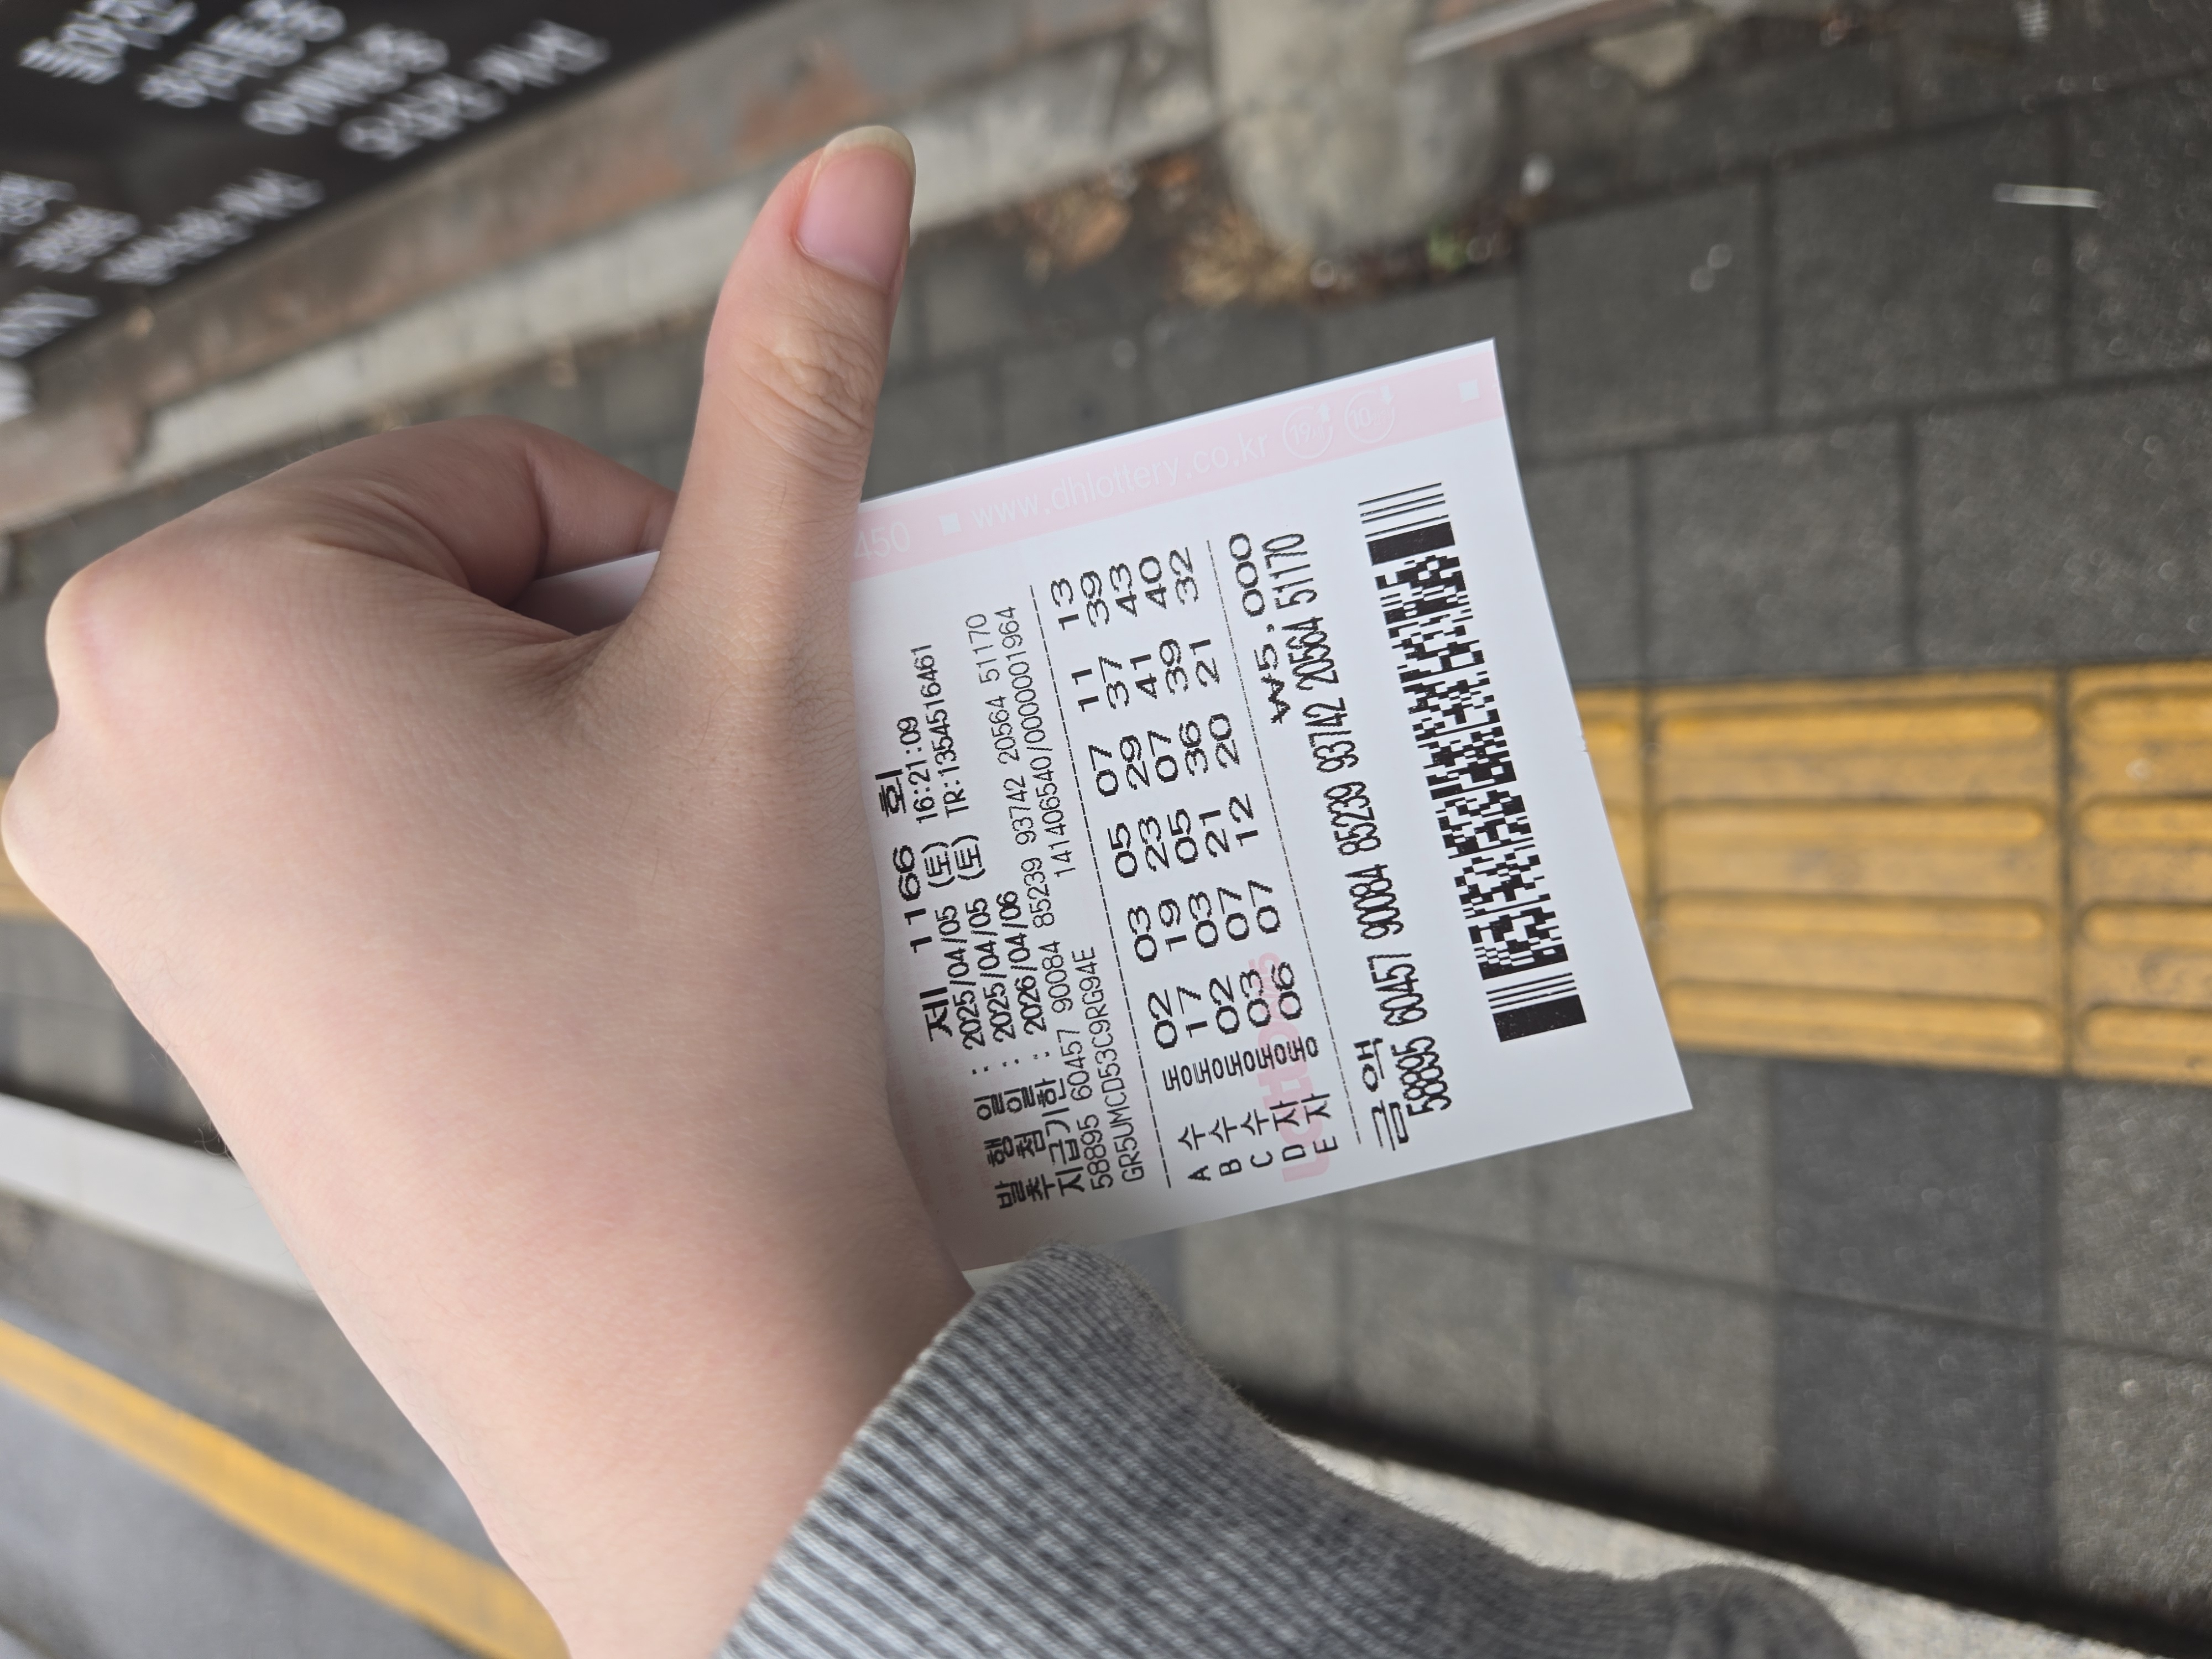 제 1166 회
발 행 일 : 2025/04/05 (토) 16:21:09
추 첨 일 : 2025/04/05 (토) TR:1354516461
지급기한 : 2026/04/06
58895 60457 90084 85239 93742 20564 51170
GR5UMCD53C9RG94E 141406540/0000001964
A 수 동 02 03 05 07 11 13
B 수 동 17 19 23 29 37 39
C 수 동 02 03 05 07 41 43
D 자 동 03 07 21 36 39 40
E 자 동 06 07 12 20 21 32
금 액 ₩5,000
58895 60457 90084 85239 93742 20564 51170
450 ■ www.dhlottery.co.kr 19 10